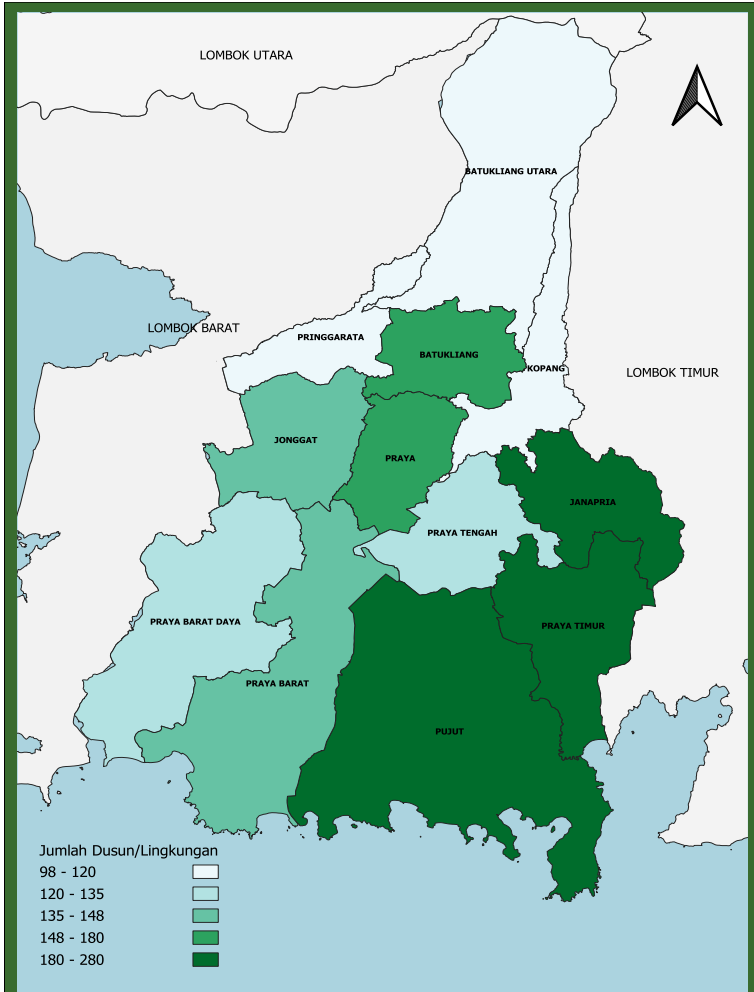 LOMBOK UTARA
BATUKLIANG UTARA
LOMBOK BARAT
PRINGGARATA
BATUKLIANG
KOPANG
LOMBOK TIMUR
JONGGAT
PRAYA
JANAPRIA
PRAYA TENGAH
PRAYA BARAT DAYA
PRAYA TIMUR
PRAYA BARAT
PUJUT
Jumlah Dusun/Lingkungan
98 - 120
120 - 135
135 - 148
148 - 180
180 - 280